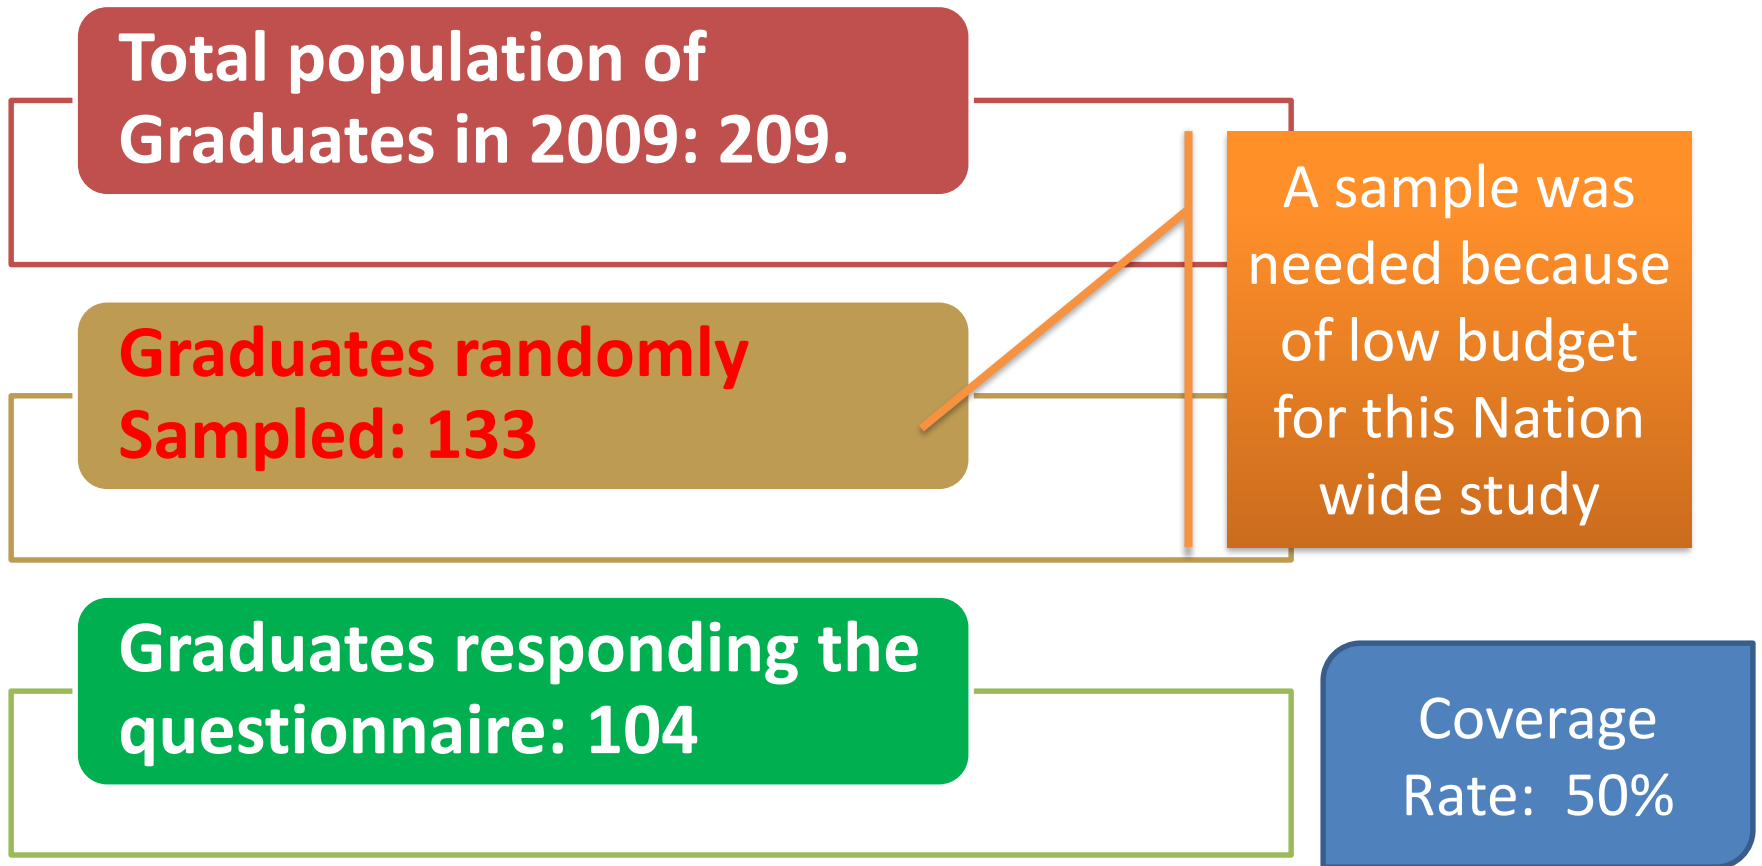 Total population of
Graduates in 2009: 209.
A sample was
needed because
of low budget
for this Nation
wide study
Graduates randomly
Sampled: 133
Graduates responding the
questionnaire: 104
Coverage
Rate:  50%